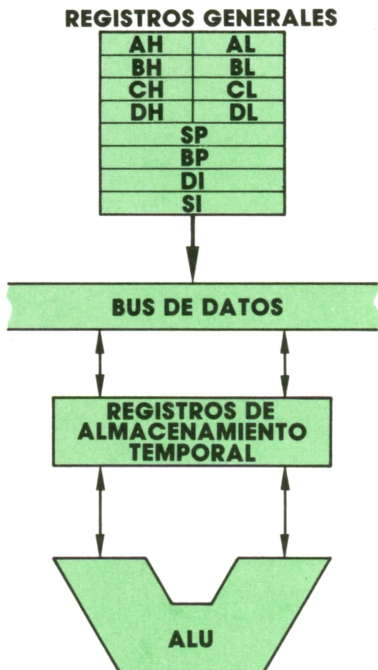 REGISTROS GENERALES
AH AL
BH BL
CH CL
DH DL
SP
BP
DI
SI
BUS DE DATOS
REGISTROS DE
ALMACENAMIENTO
TEMPORAL
ALU